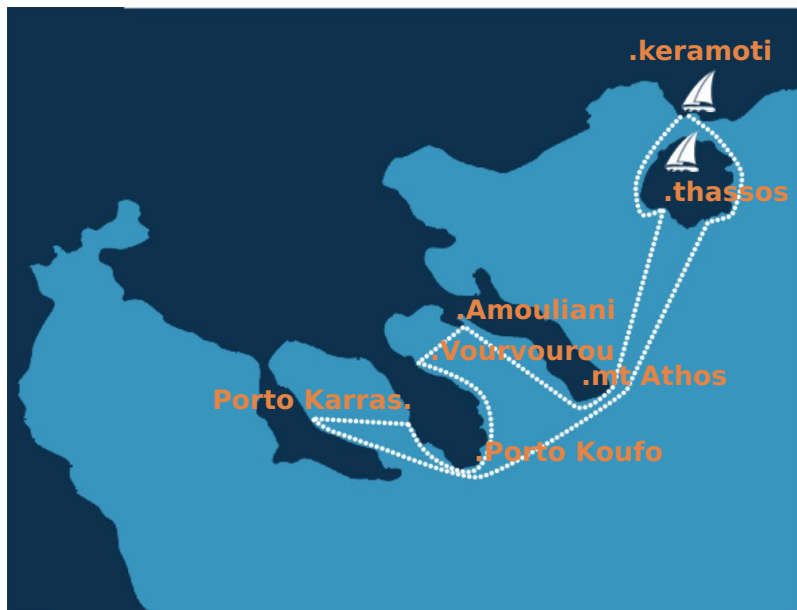 .keramoti
.thassos
.Amouliani
.Vourvourou
.mt Athos
Porto Karras.
.Porto Koufo